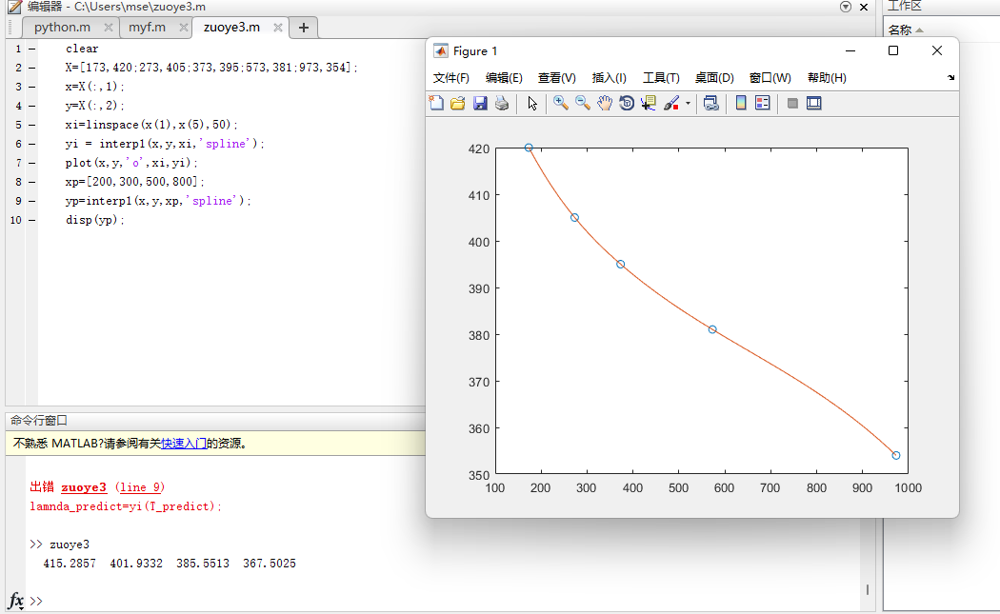 编辑器 - C:\Users\mse\zuoye3.m
工作区
python.m
myf.m
zuoye3.m
名称
1 clear
2 X=[173,420;273,405;373,395;573,381;973,354];
3 x=X(:,1);
4 y=X(:,2);
5 xi=linspace(x(1),x(5),50);
6 yi = interp1(x,y,xi,'spline');
7 plot(x,y,'o',xi,yi);
8 xp=[200,300,500,800];
9 yp=interp1(x,y,xp,'spline');
10 disp(yp);
Figure 1
文件(F) 编辑(E) 查看(V) 插入(I) 工具(T) 桌面(D) 窗口(W) 帮助(H)
420
410
400
390
380
370
360
350
100 200 300 400 500 600 700 800 900 1000
命令行窗口
不熟悉 MATLAB?请参阅有关快速入门的资源。
出错 zuoye3 (line 9)
lamnda_predict=yi(T_predict);
>> zuoye3
415.2857 401.9332 385.5513 367.5025
fx >>